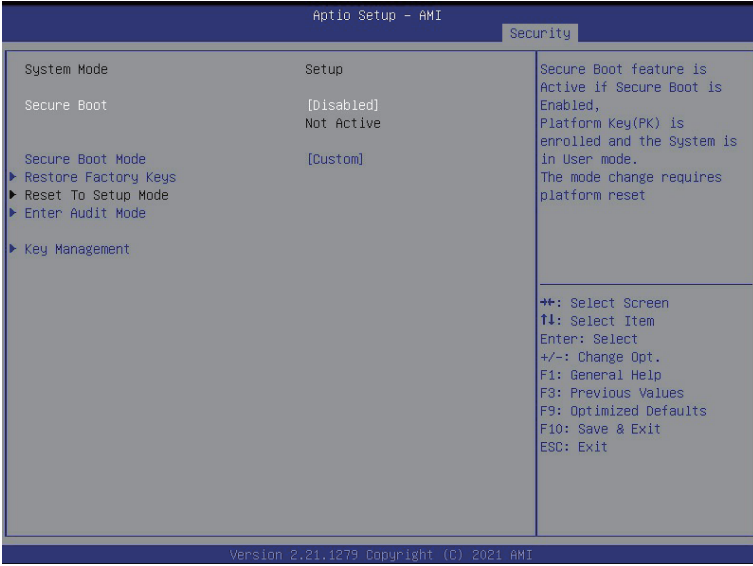 Aptio Setup – AMI
Security
System Mode Setup
Secure Boot [Disabled]
Not Active
Secure Boot Mode [Custom]
Restore Factory Keys
Reset To Setup Mode
Enter Audit Mode
Key Management
Secure Boot feature is
Active if Secure Boot is
Enabled,
Platform Key(PK) is
enrolled and the System is
in User mode.
The mode change requires
platform reset
→←: Select Screen
↑↓: Select Item
Enter: Select
+/-: Change Opt.
F1: General Help
F3: Previous Values
F9: Optimized Defaults
F10: Save & Exit
ESC: Exit
Version 2.21.1279 Copyright (C) 2021 AMI